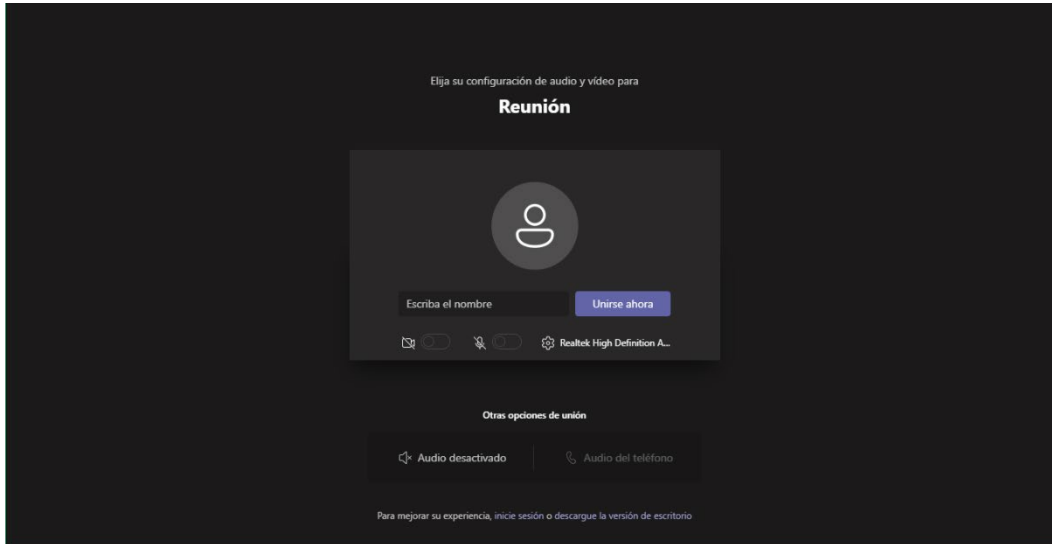 Elija su configuración de audio y vídeo para
Reunión
Escriba el nombre
Unirse ahora
Realtek High Definition A...
Otras opciones de unión
Audio desactivado
Audio del teléfono
Para mejorar su experiencia, inicie sesión o descargue la versión de escritorio